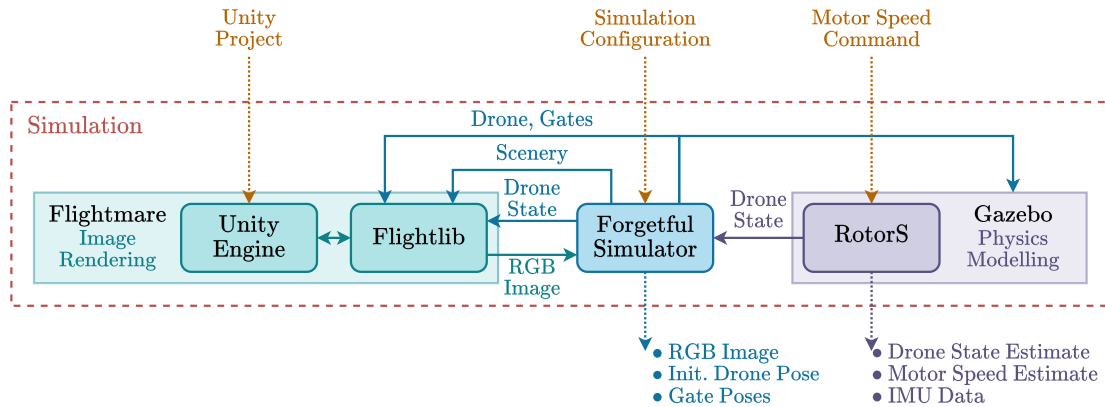 Unity
Project
Simulation
Configuration
Motor Speed
Command
Simulation
Drone, Gates
Scenery
Flightmare
Image
Rendering
Unity
Engine
Flightlib
Drone
State
RGB
Image
Forgetful
Simulator
Drone
State
RotorS
Gazebo
Physics
Modelling
● RGB Image
● Init. Drone Pose
● Gate Poses
● Drone State Estimate
● Motor Speed Estimate
● IMU Data